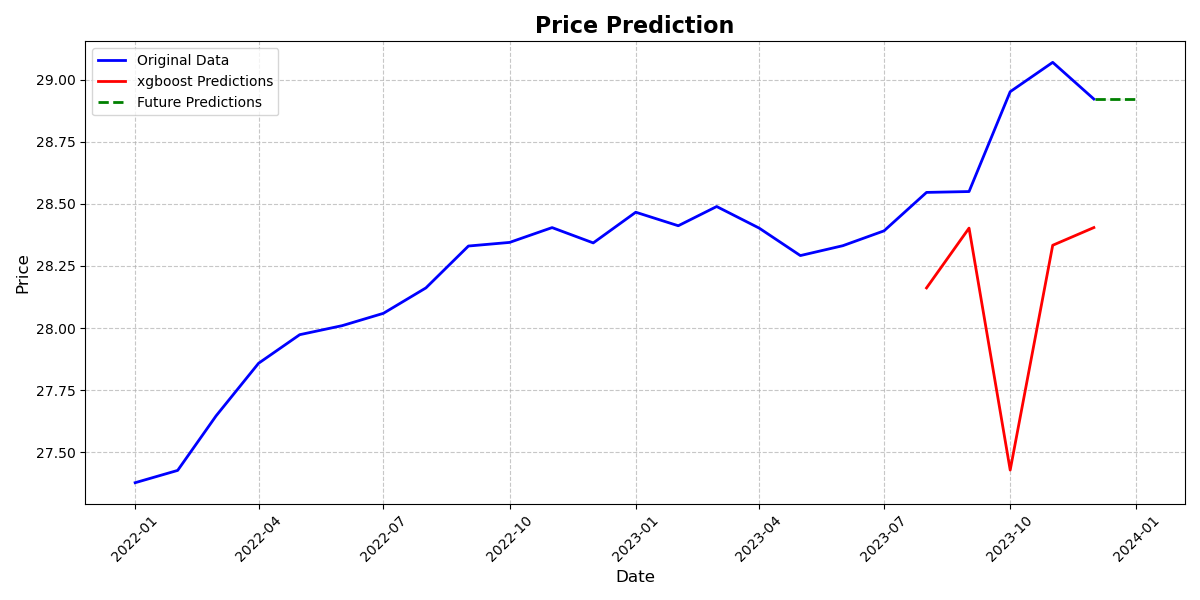 Price Prediction
Original Data
xgboost Predictions
Future Predictions
29.00
28.75
28.50
28.25
28.00
27.75
27.50
Price
2022-01
2022-04
2022-07
2022-10
2023-01
2023-04
2023-07
2023-10
2024-01
Date